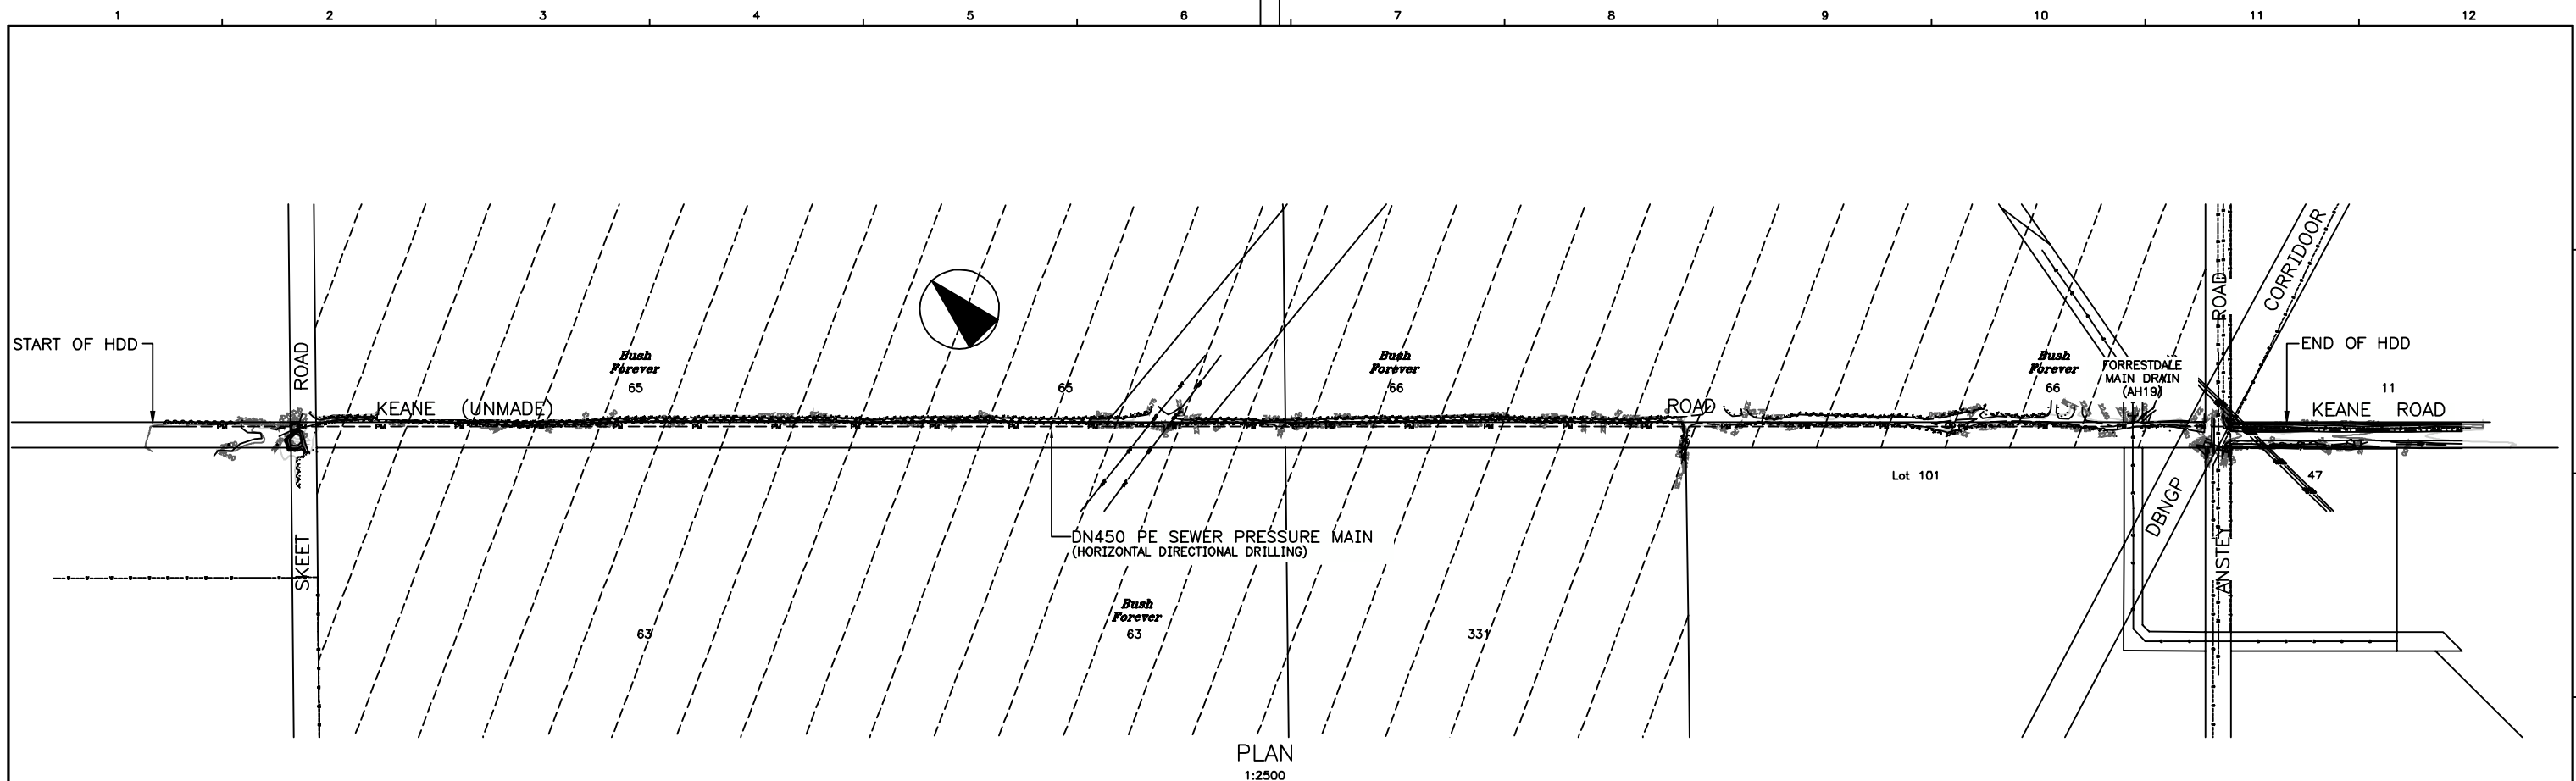 1 2 3 4 5 6 7 8 9 10 11 12
START OF HDD
SKEET ROAD
Bush
Forever
65
KEANE (UNMADE)
65
Bush
Forever
66
ROAD
Bush
Forever
66
FORRESTDALE
MAIN DRAIN
(AH19)
ROAD
CORRIDOOR
END OF HDD
11
KEANE ROAD
Lot 101
47
DBNGP
ANSTEY
DN450 PE SEWER PRESSURE MAIN
(HORIZONTAL DIRECTIONAL DRILLING)
63
Bush
Forever
63
331
PLAN
1:2500